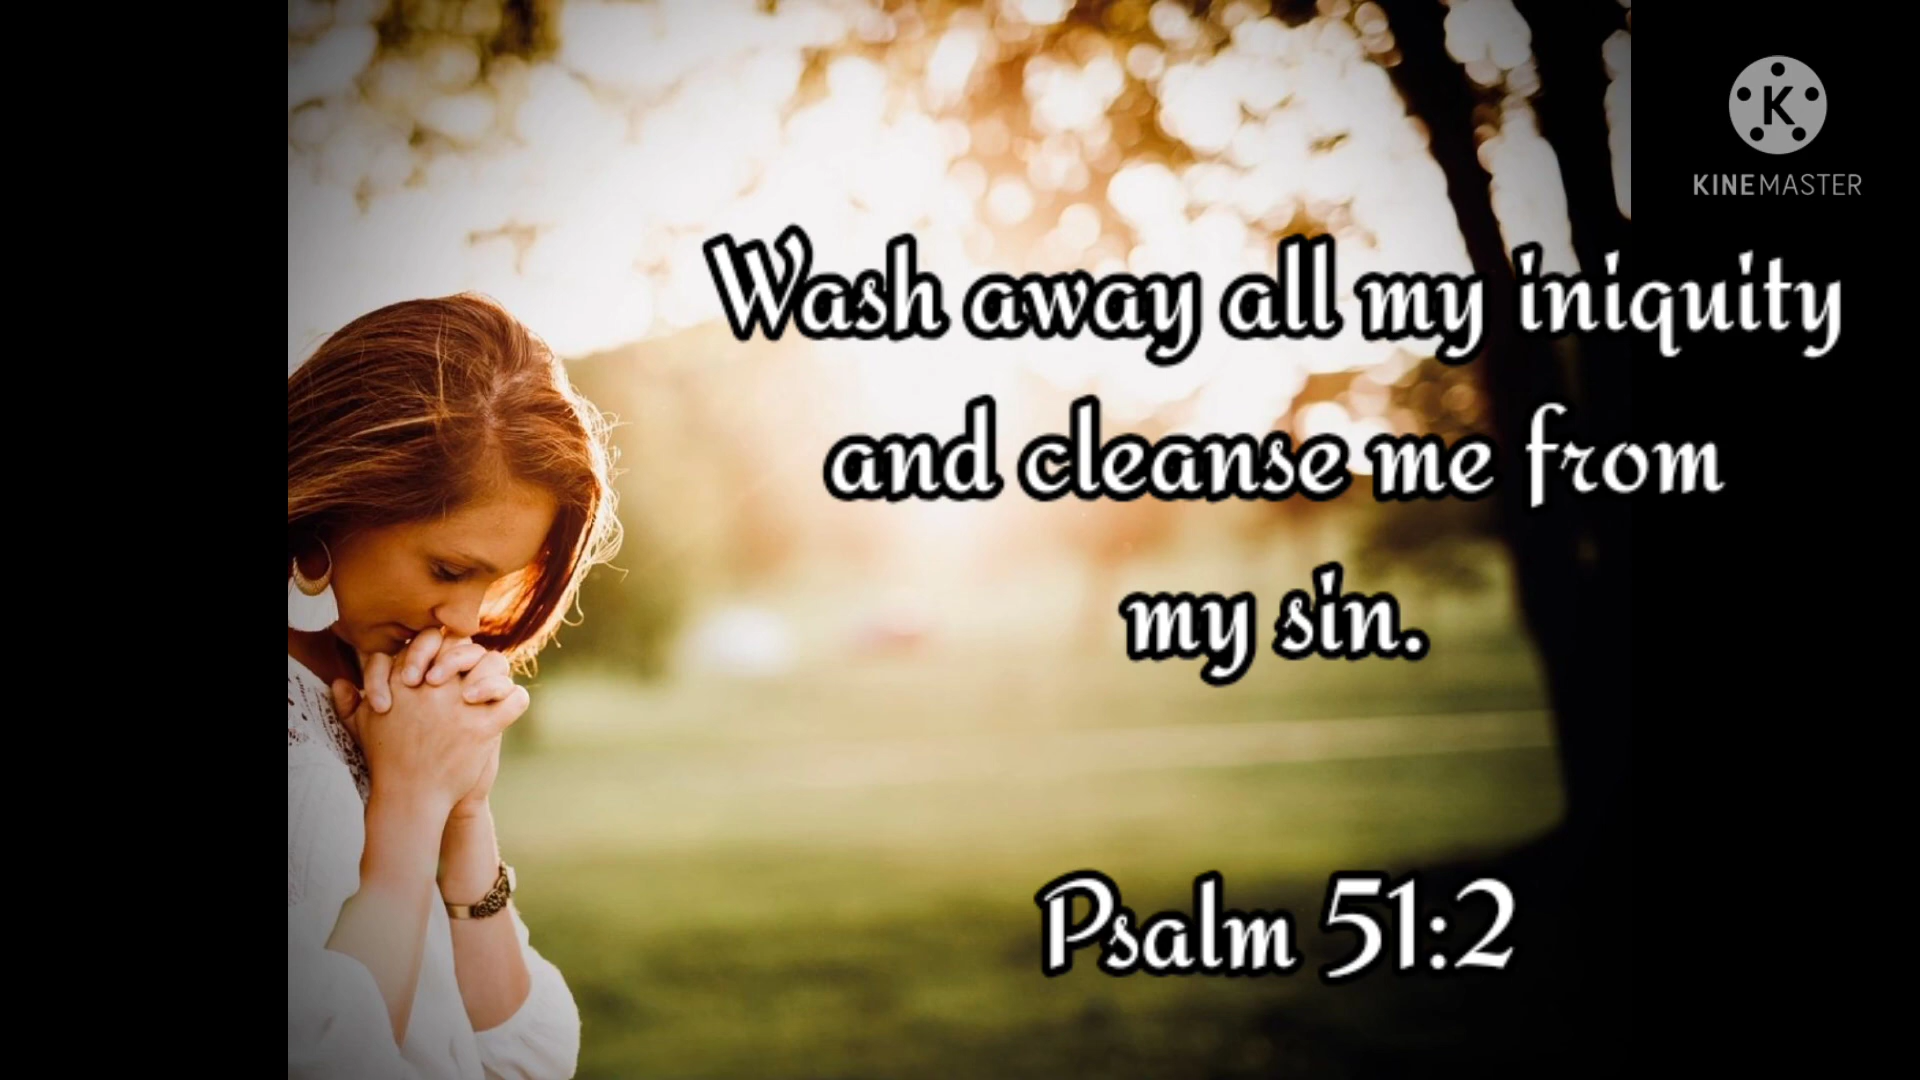 K
KINEMASTER
Wash away all my iniquity
and cleanse me from
my sin.
Psalm 51:2